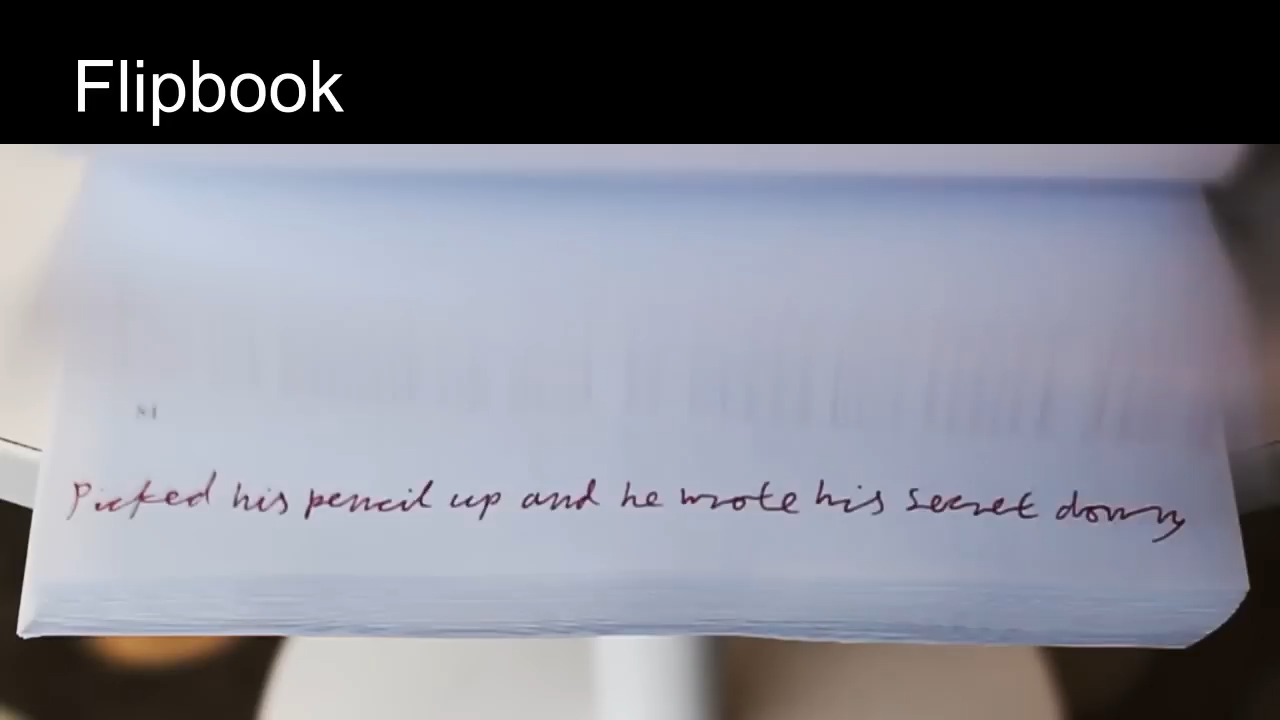 Flipbook
Picked his pencil up and he wrote his secret down,